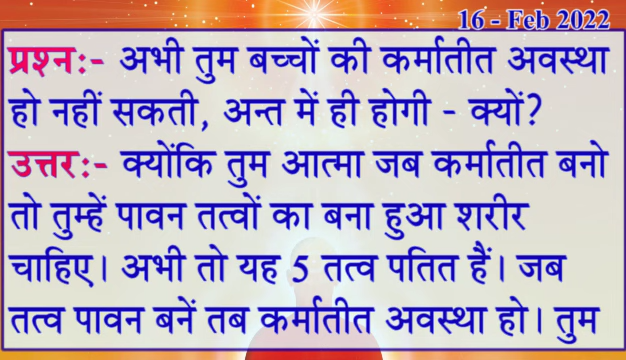 16 - Feb 2022
प्रश्न:- अभी तुम बच्चों की कर्मातीत अवस्था
हो नहीं सकती, अन्त में ही होगी - क्यों?
उत्तर:- क्योंकि तुम आत्मा जब कर्मातीत बनो
तो तुम्हें पावन तत्वों का बना हुआ शरीर
चाहिए। अभी तो यह 5 तत्व पतित हैं। जब
तत्व पावन बनें तब कर्मातीत अवस्था हो। तुम